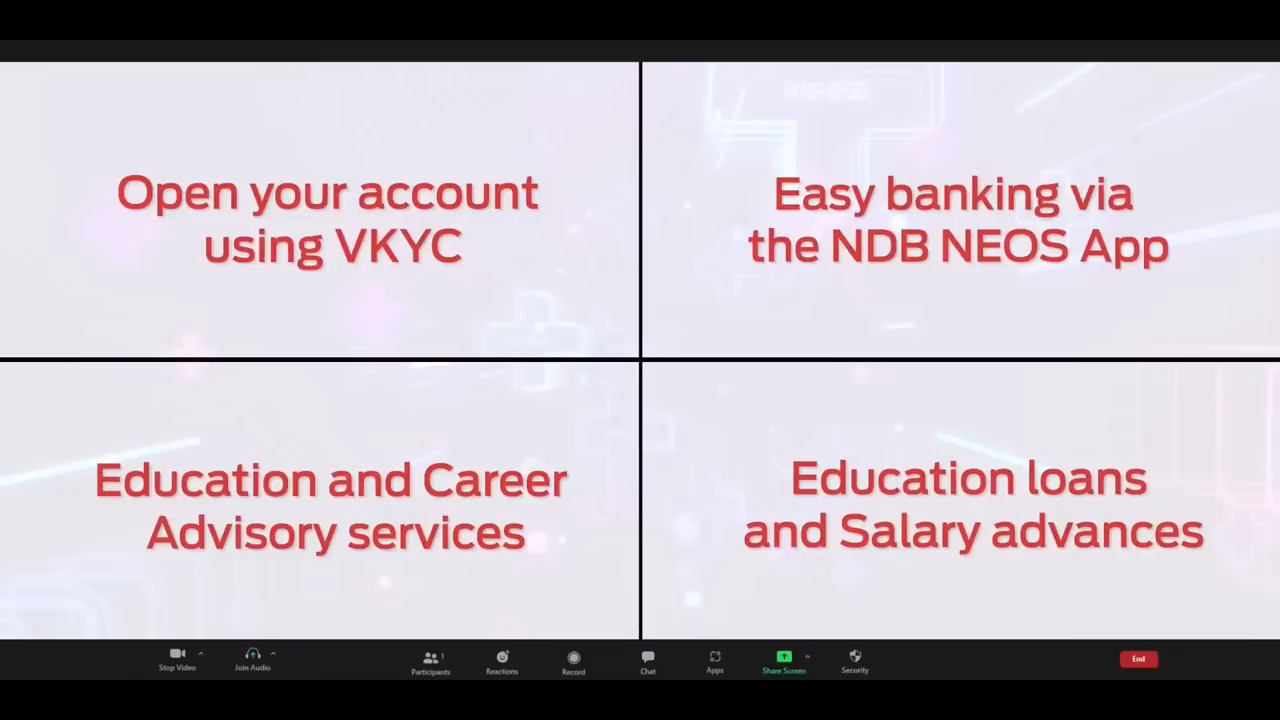 Open your account
using VKYC
Easy banking via
the NDB NEOS App
Education and Career
Advisory services
Education loans
and Salary advances
Stop Video
Join Audio
Participants
1
Reactions
Record
Chat
Apps
Share Screen
Security
End